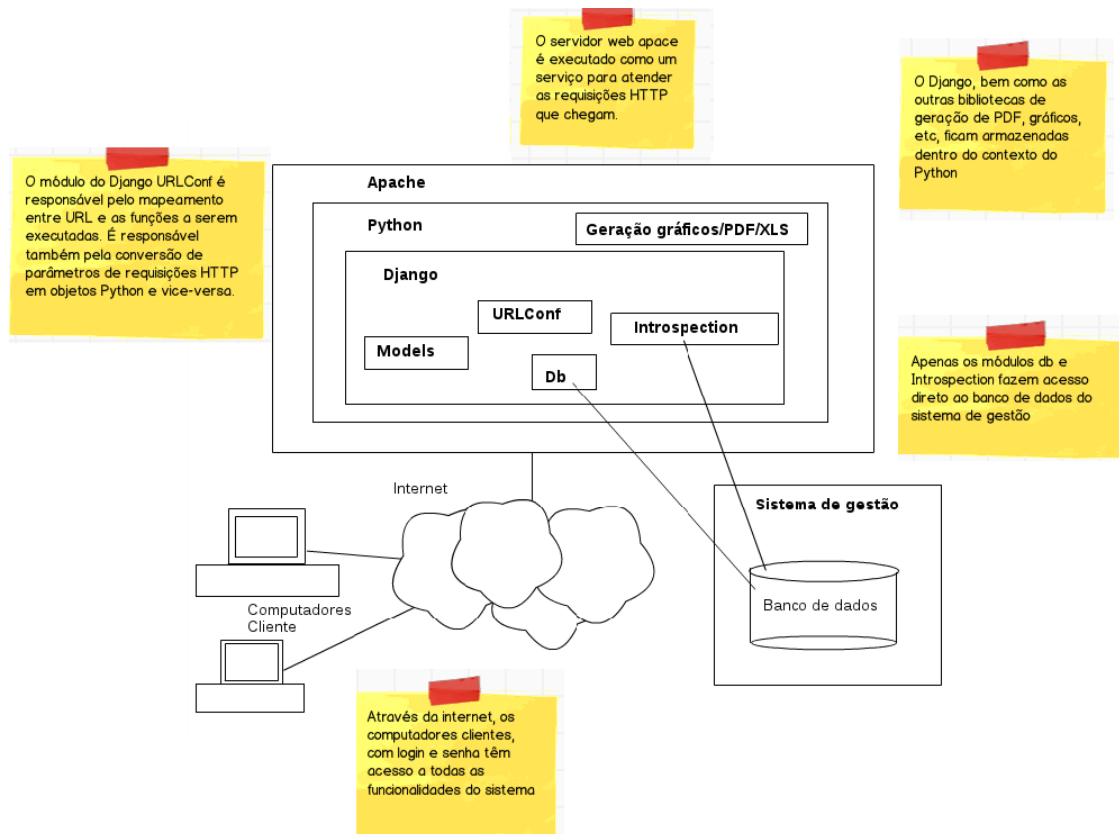 O servidor web apace
é executado como um
serviço para atender
as requisições HTTP
que chegam.
O Django, bem como as
outras bibliotecas de
geração de PDF, gráficos,
etc, ficam armazenadas
dentro do contexto do
Python
O módulo do Django URLConf é
responsável pelo mapeamento
entre URL e as funções a serem
executadas. É responsável
também pela conversão de
parâmetros de requisições HTTP
em objetos Python e vice-versa.
Apache
Python
Geração gráficos/PDF/XLS
Django
URLConf
Introspection
Models
Db
Apenas os módulos db e
Introspection fazem acesso
direto ao banco de dados do
sistema de gestão
Internet
Sistema de gestão
Banco de dados
Computadores
Cliente
Através da internet, os
computadores clientes,
com login e senha têm
acesso a todas as
funcionalidades do sistema